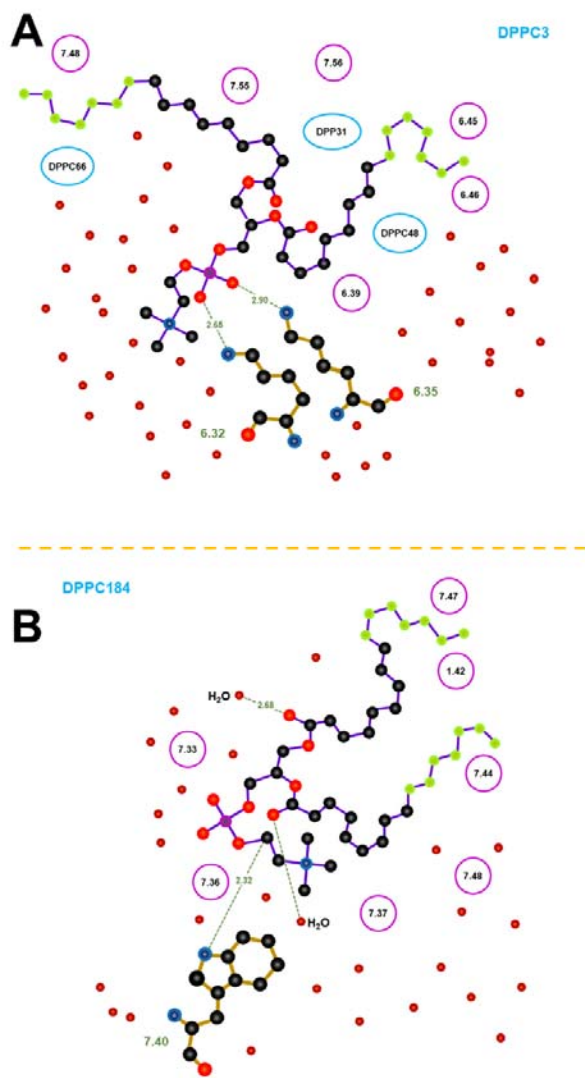 A
DPPC3
7.48
7.55
7.56
DPP31
6.45
DPPC66
6.46
DPPC48
6.39
2.90
2.68
6.35
6.32
DPPC184
B
7.47
1.42
H₂O
2.68
7.33
7.44
7.36
2.32
7.48
7.37
H₂O
7.40